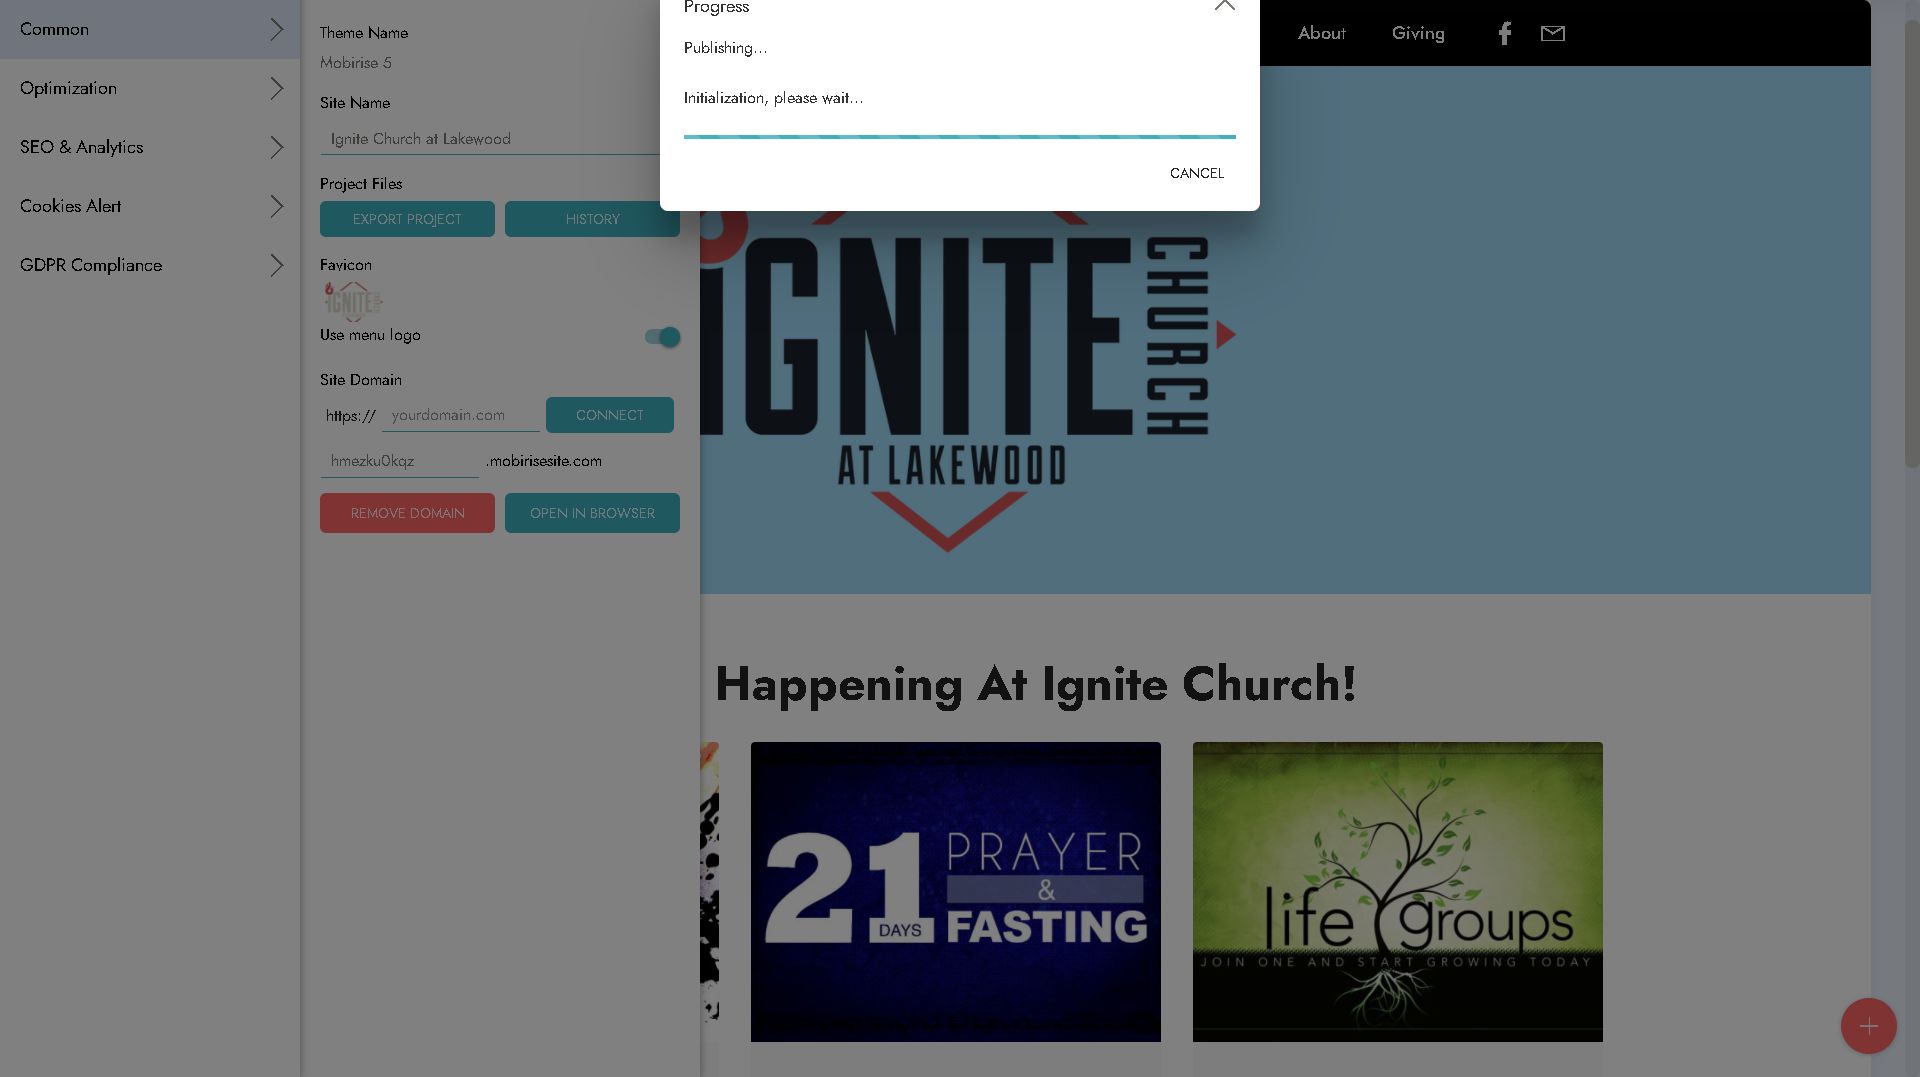 Common
Optimization
SEO & Analytics
Cookies Alert
GDPR Compliance
Theme Name
Mobirise 5
Site Name
Ignite Church at Lakewood
Project Files
EXPORT PROJECT
HISTORY
Favicon
IGNITE
Use menu logo
Site Domain
https://
yourdomain.com
CONNECT
hmezku0kqz
.mobirisesite.com
REMOVE DOMAIN
OPEN IN BROWSER
Progress
Publishing...
Initialization, please wait...
CANCEL
About
Giving
IGNITE
CHURCH
AT LAKEWOOD
Happening At Ignite Church!
21
DAYS
PRAYER
&
FASTING
life groups
JOIN ONE AND START GROWING TODAY